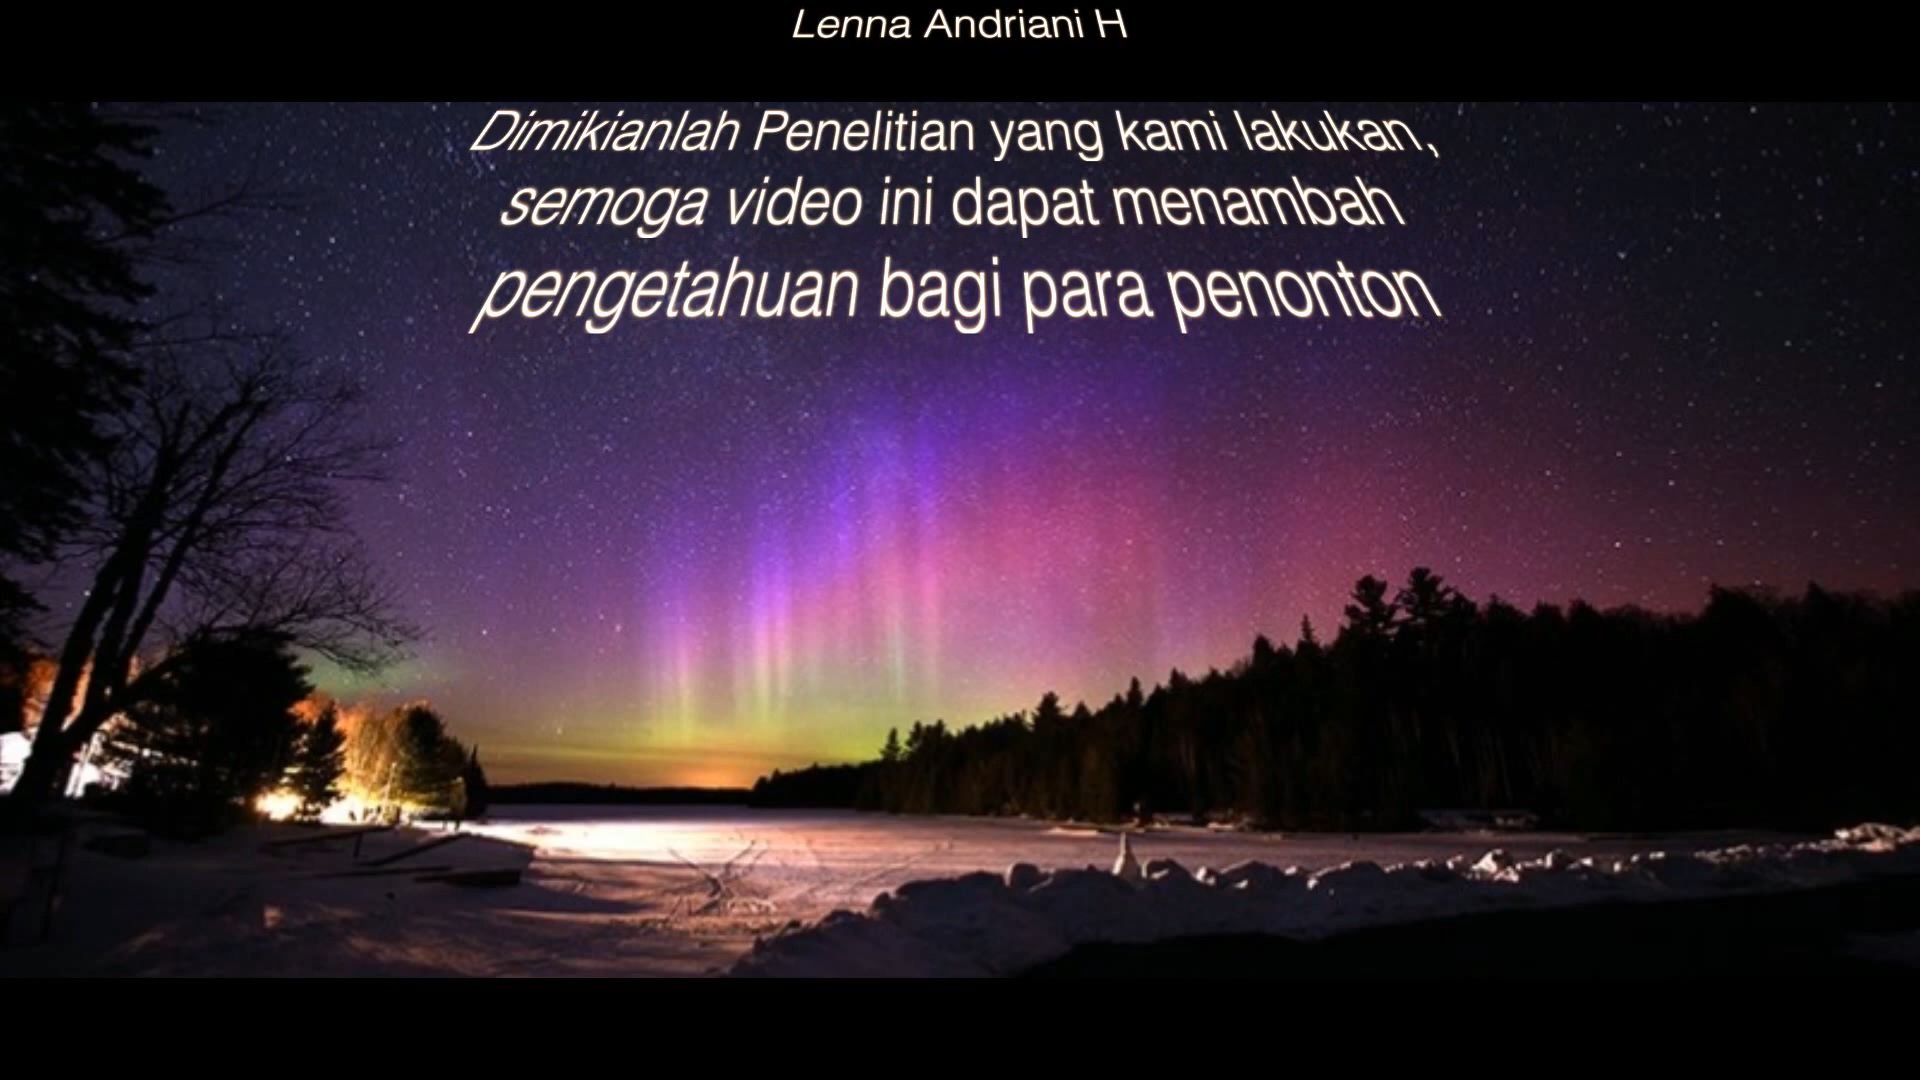 Lenna Andriani H
Dimikianlah Penelitian yang kami lakukan,
semoga video ini dapat menambah
pengetahuan bagi para penonton